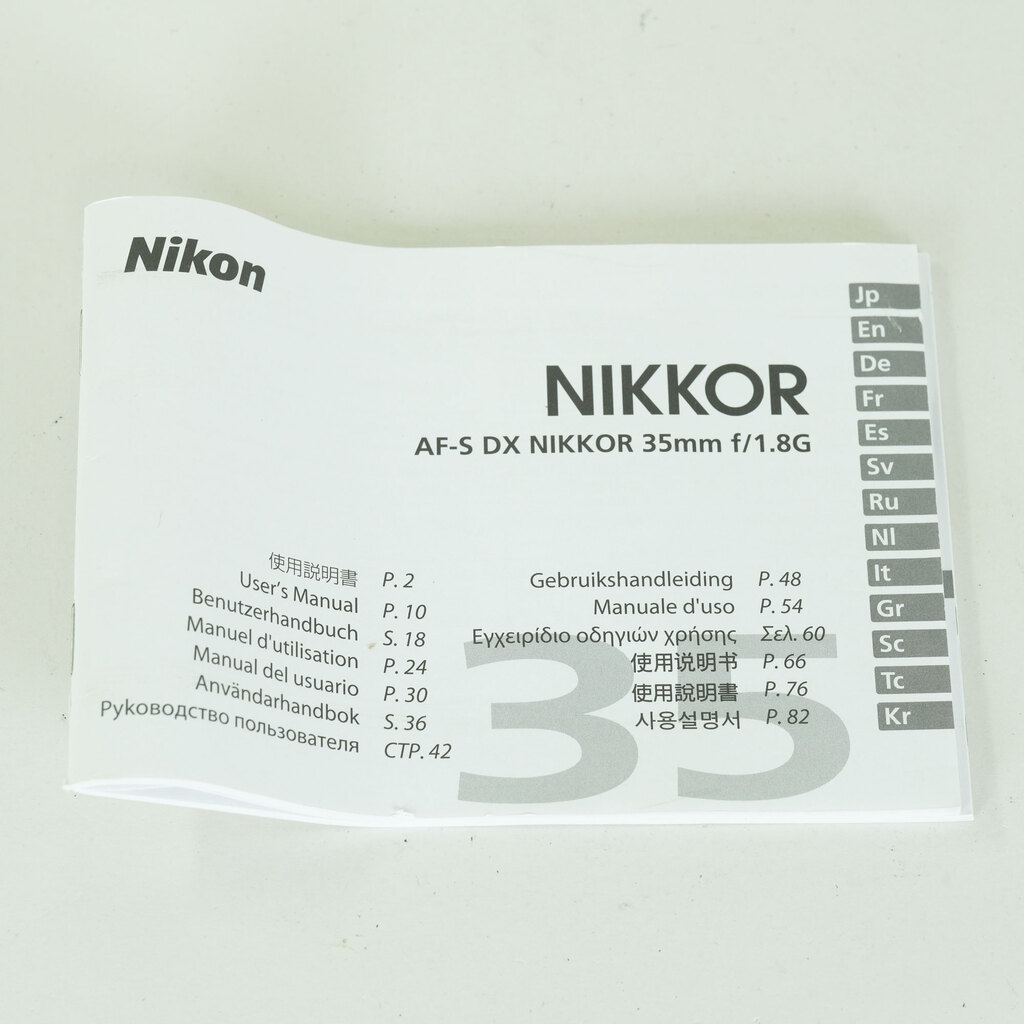 Nikon
NIKKOR
AF-S DX NIKKOR 35mm f/1.8G
使用説明書 P. 2
User's Manual P. 10
Benutzerhandbuch S. 18
Manuel d'utilisation P. 24
Manual del usuario P. 30
Användarhandbok S. 36
Руководство пользователя СТР. 42
Gebruikshandleiding P. 48
Manuale d'uso P. 54
Εγχειρίδιο οδηγιών χρήσης Σελ. 60
使用说明书 P. 66
使用說明書 P. 76
사용설명서 P. 82
35
Jp
En
De
Fr
Es
Sv
Ru
Nl
It
Gr
Sc
Tc
Kr